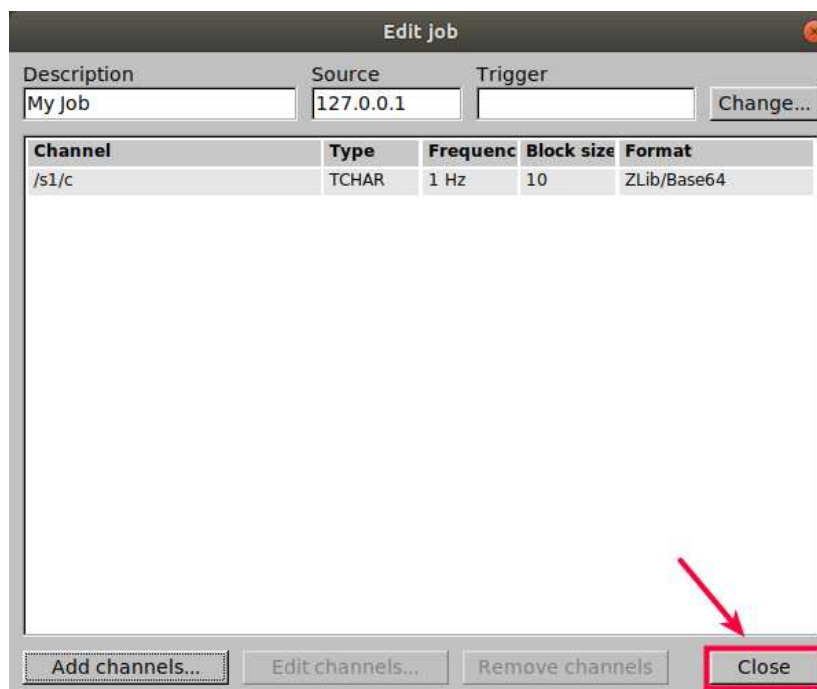 Edit job
Description Source Trigger
My Job 127.0.0.1 Change...
Channel Type Frequenc Block size Format
/s1/c TCHAR 1 Hz 10 ZLib/Base64
Add channels... Edit channels... Remove channels Close